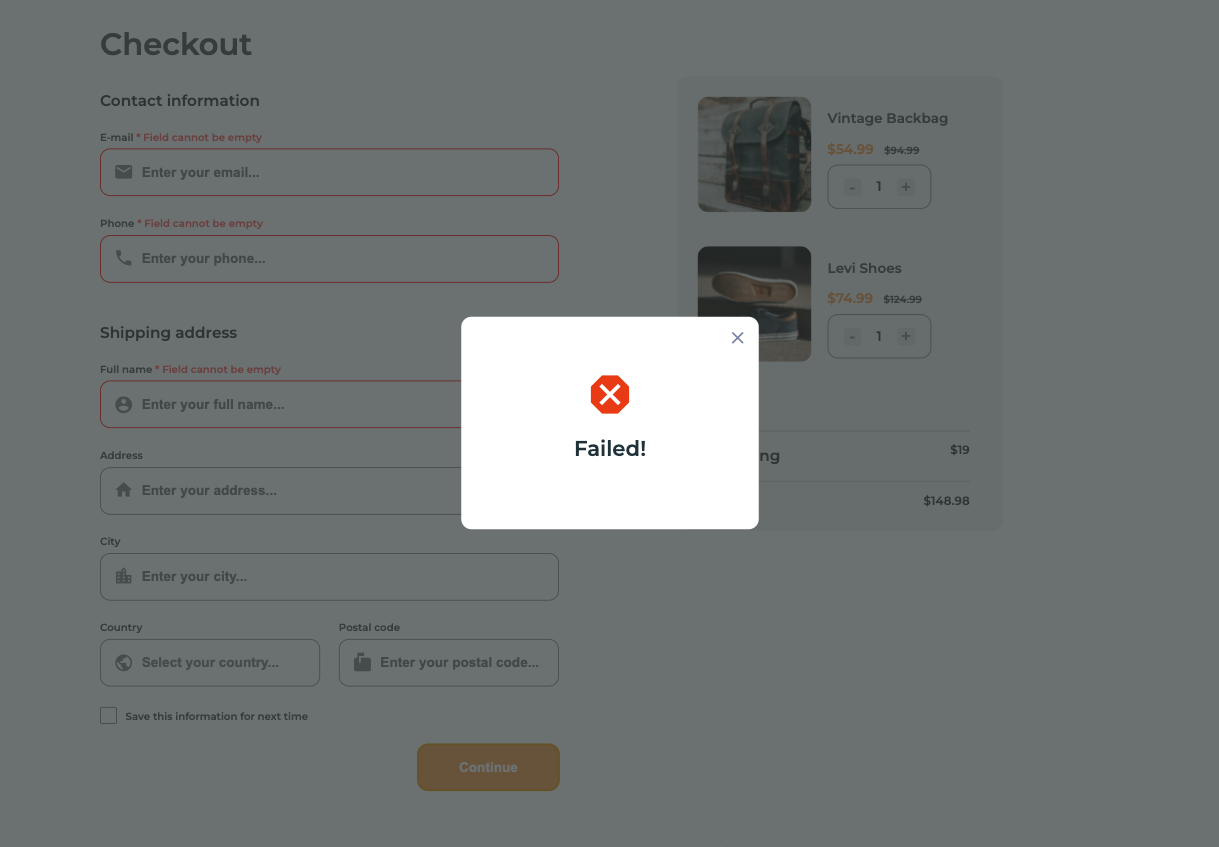 Checkout
Contact information
E-mail * Field cannot be empty
Enter your email...
Phone * Field cannot be empty
Enter your phone...
Shipping address
Full name * Field cannot be empty
Enter your full name...
Address
Enter your address...
City
Enter your city...
Country
Postal code
Select your country...
Enter your postal code...
Save this information for next time
Continue
Vintage Backbag
$54.99 $94.99
- 1 +
Levi Shoes
$74.99 $124.99
- 1 +
ng
$19
$148.98
Failed!